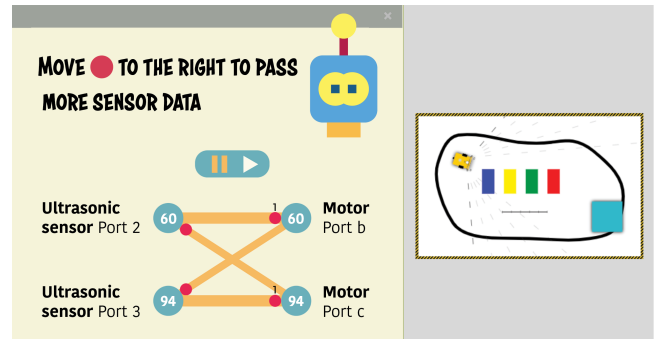 ×
MOVE TO THE RIGHT TO PASS
MORE SENSOR DATA
Ultrasonic
sensor Port 2
60
1
60
Motor
Port b
Ultrasonic
sensor Port 3
94
1
94
Motor
Port c